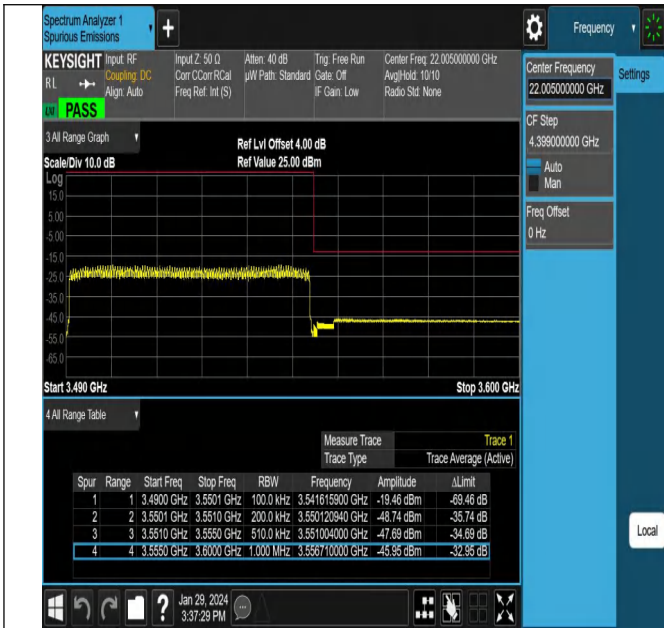 Spectrum Analyzer 1
Spurious Emissions
Frequency
KEYSIGHT Input: RF Input Z: 50 Ω Atten: 40 dB Trig: Free Run Center Freq: 22.005000000 GHz
RL Coupling: DC Corr CCorr RCal µW Path: Standard Gate: Off Avg|Hold: 10/10
Align: Auto Freq Ref: Int (S) IF Gain: Low Radio Std: None
PASS
Center Frequency
22.005000000 GHz
Settings
CF Step
4.399000000 GHz
Auto
Man
Freq Offset
0 Hz
3 All Range Graph
Ref Lvl Offset 4.00 dB
Scale/Div 10.0 dB Ref Value 25.00 dBm
Log
15.0
5.00
-5.00
-15.0
-25.0
-35.0
-45.0
-55.0
-65.0
Start 3.490 GHz Stop 3.600 GHz
4 All Range Table
Measure Trace Trace 1
Trace Type Trace Average (Active)
Spur Range Start Freq Stop Freq RBW Frequency Amplitude ΔLimit
1 1 3.4900 GHz 3.5501 GHz 100.0 kHz 3.541615900 GHz -19.46 dBm -69.46 dB
2 2 3.5501 GHz 3.5510 GHz 200.0 kHz 3.550120940 GHz -48.74 dBm -35.74 dB
3 3 3.5510 GHz 3.5550 GHz 510.0 kHz 3.551004000 GHz -47.69 dBm -34.69 dB
4 4 3.5550 GHz 3.6000 GHz 1.000 MHz 3.556710000 GHz -45.95 dBm -32.95 dB
Local
Jan 29, 2024
3:37:29 PM